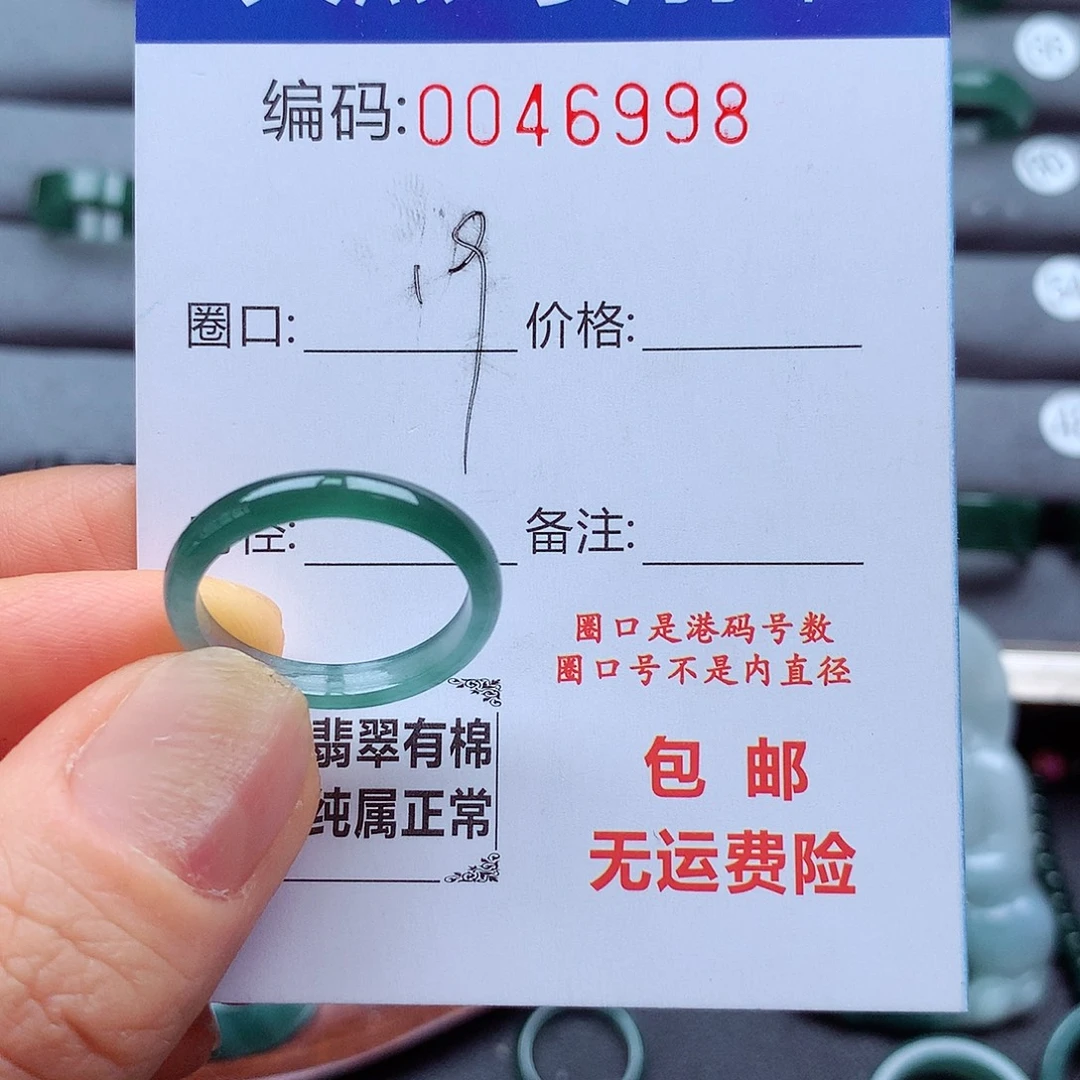 编码:0046998
圈口: 19 价格:
径: 备注:
圈口是港码号数
圈口号不是内直径
翡翠有棉
纯属正常
包邮
无运费险